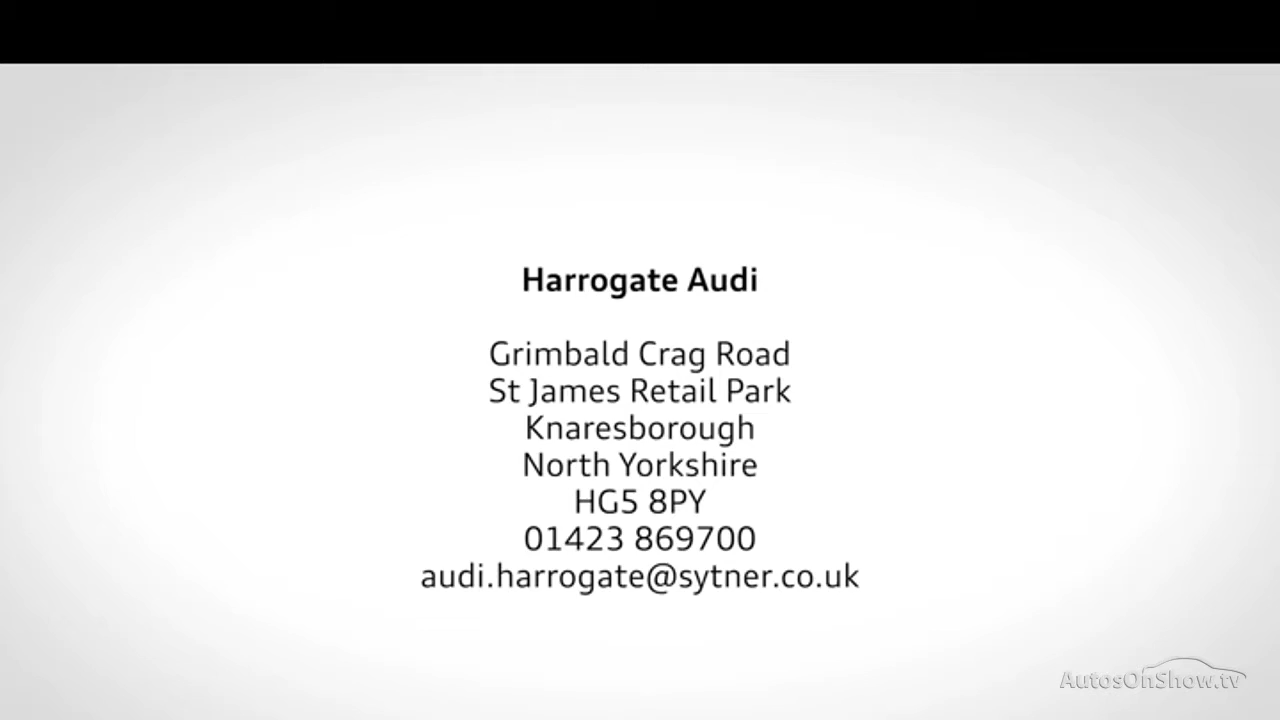 Harrogate Audi
Grimbald Crag Road
St James Retail Park
Knaresborough
North Yorkshire
HG5 8PY
01423 869700
audi.harrogate@sytner.co.uk
AutosOnShow.tv